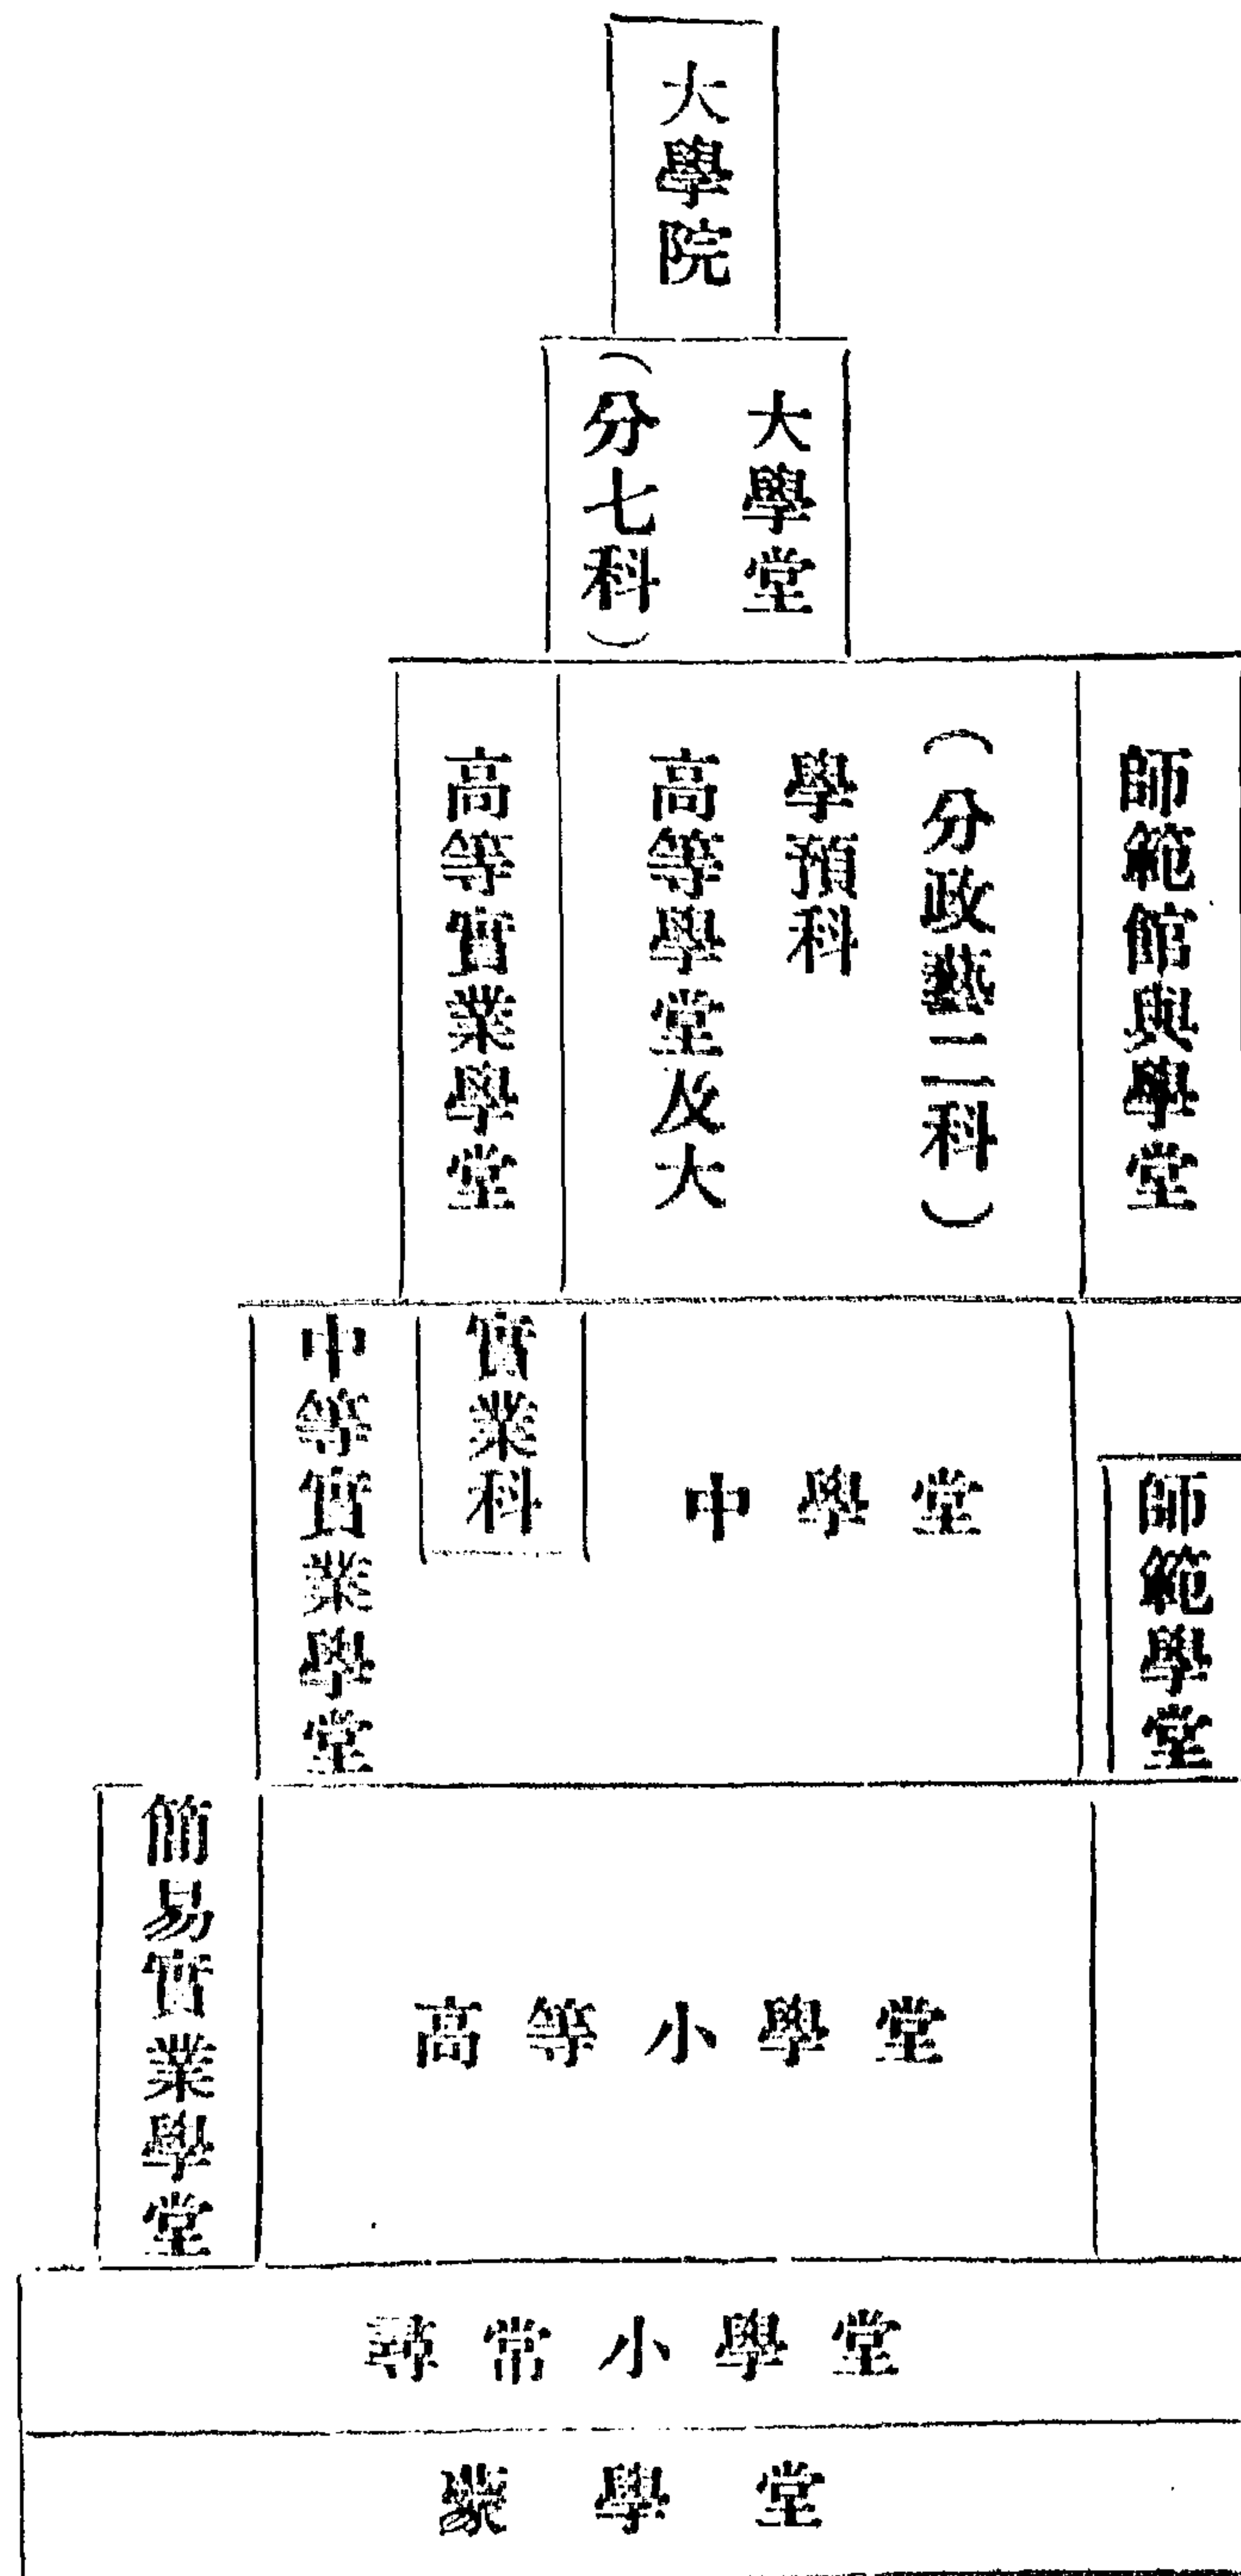 大學院
大學堂
(分七科)
高等實業學堂
高等學堂及大
學預科
(分政藝二科)
師範館與學堂
中等實業學堂
實業科
中學堂
師範學堂
簡易實業學堂
高等小學堂
尋常小學堂
蒙學堂